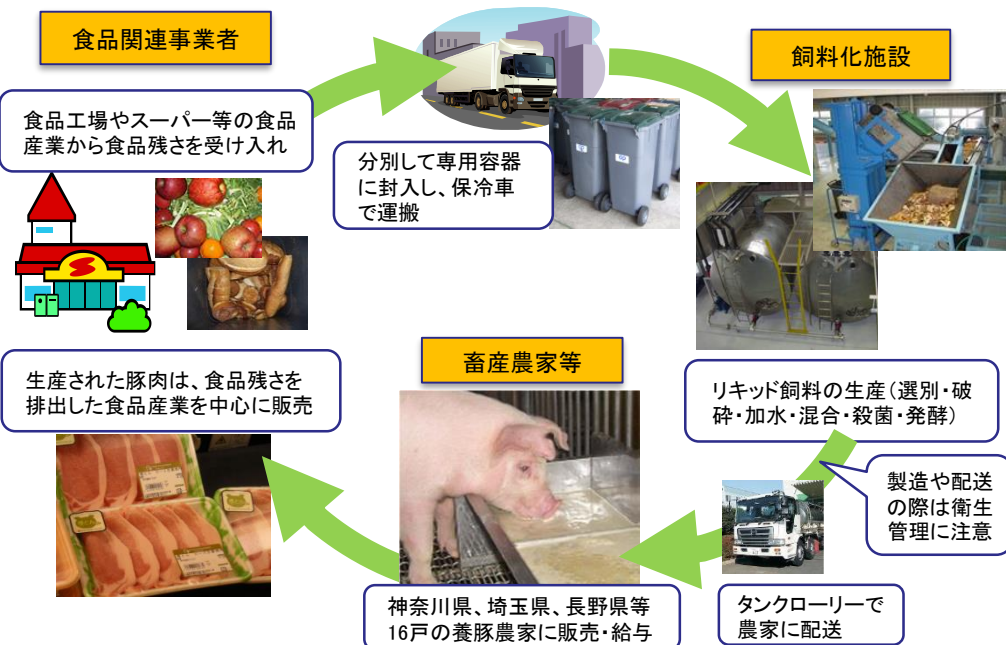 食品関連事業者
食品工場やスーパー等の食品
産業から食品残さを受け入れ
分別して専用容器
に封入し、保冷車
で運搬
飼料化施設
リキッド飼料の生産(選別・破
砕・加水・混合・殺菌・発酵)
製造や配送
の際は衛生
管理に注意
タンクローリーで
農家に配送
畜産農家等
神奈川県、埼玉県、長野県等
16戸の養豚農家に販売・給与
生産された豚肉は、食品残さを
排出した食品産業を中心に販売